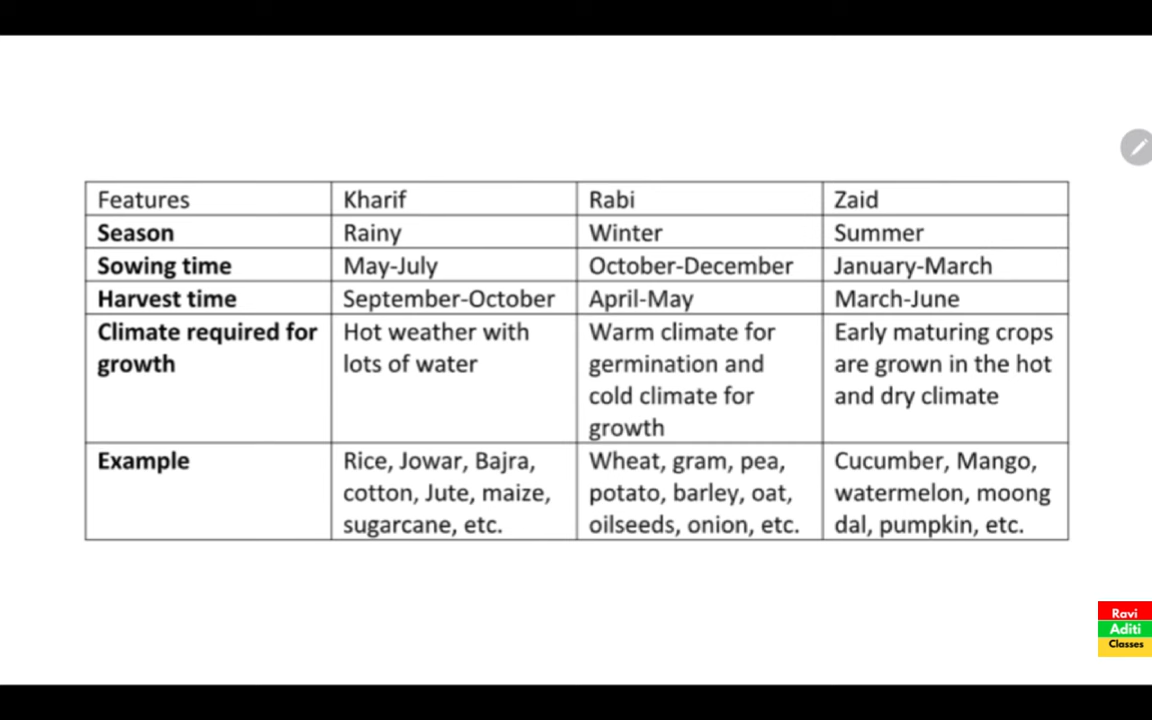 Features Kharif Rabi Zaid
Season Rainy Winter Summer
Sowing time May-July October-December January-March
Harvest time September-October April-May March-June
Climate required for growth Hot weather with lots of water Warm climate for germination and cold climate for growth Early maturing crops are grown in the hot and dry climate
Example Rice, Jowar, Bajra, cotton, Jute, maize, sugarcane, etc. Wheat, gram, pea, potato, barley, oat, oilseeds, onion, etc. Cucumber, Mango, watermelon, moong dal, pumpkin, etc.
Ravi
Aditi
Classes